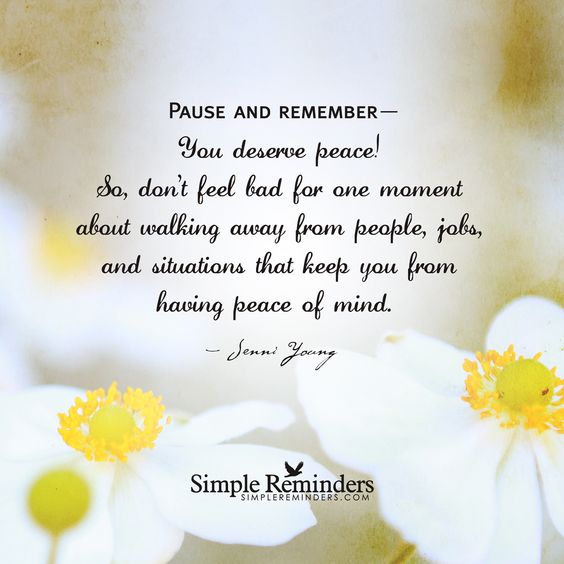 PAUSE AND REMEMBER—
You deserve peace!
So, don't feel bad for one moment
about walking away from people, jobs,
and situations that keep you from
having peace of mind.
– Jenni Young
Simple Reminders
SIMPLEREMINDERS.COM